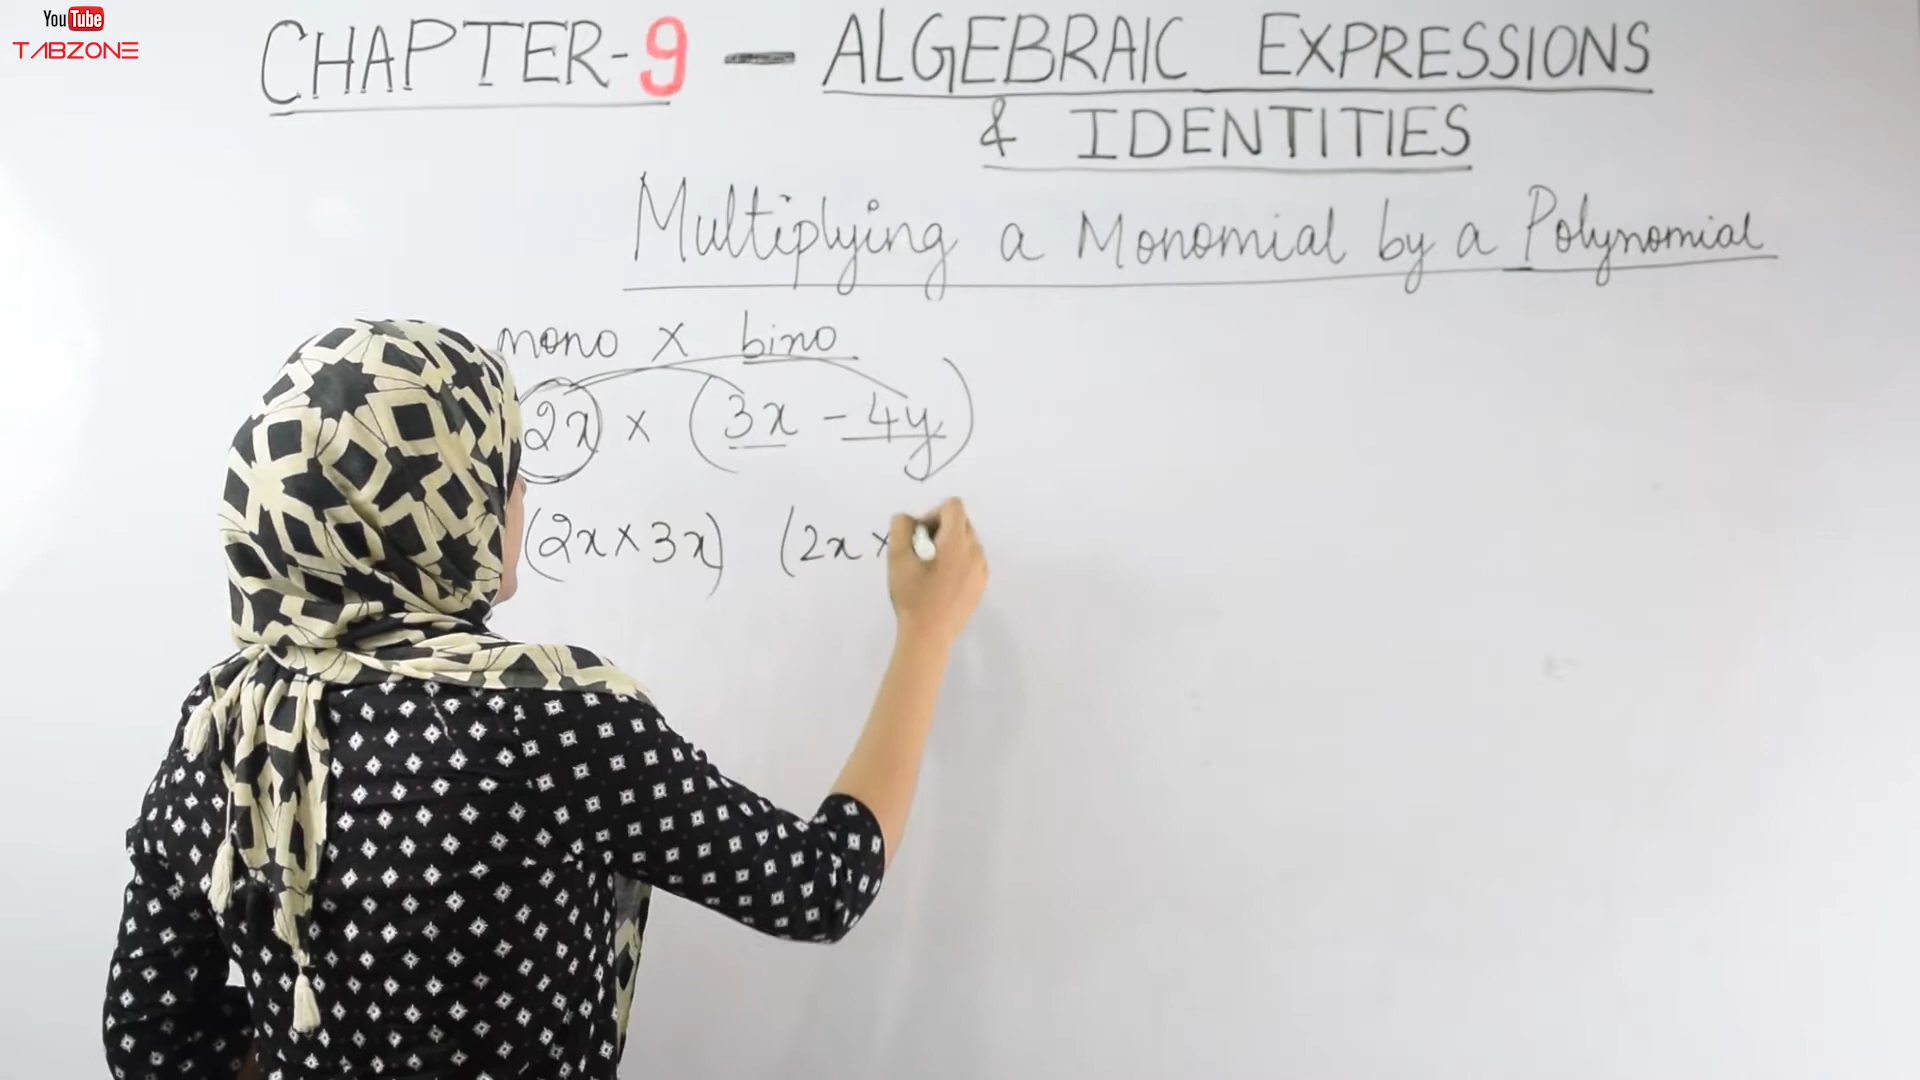 YouTube
TABZONE
CHAPTER-9 — ALGEBRAIC EXPRESSIONS
& IDENTITIES
Multiplying a Monomial by a Polynomial
mono × bino
2x × (3x - 4y)
(2x × 3x) (2x ×